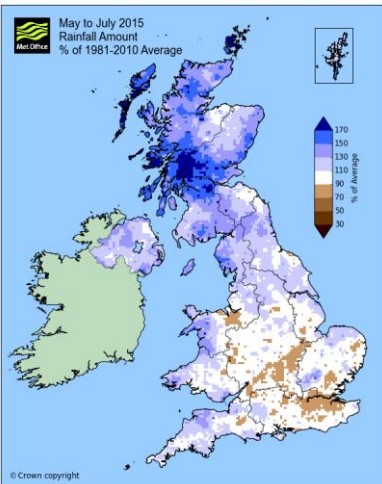 Met Office
May to July 2015
Rainfall Amount
% of 1981-2010 Average
170
150
130
110
90
70
50
30
% of Average
© Crown copyright